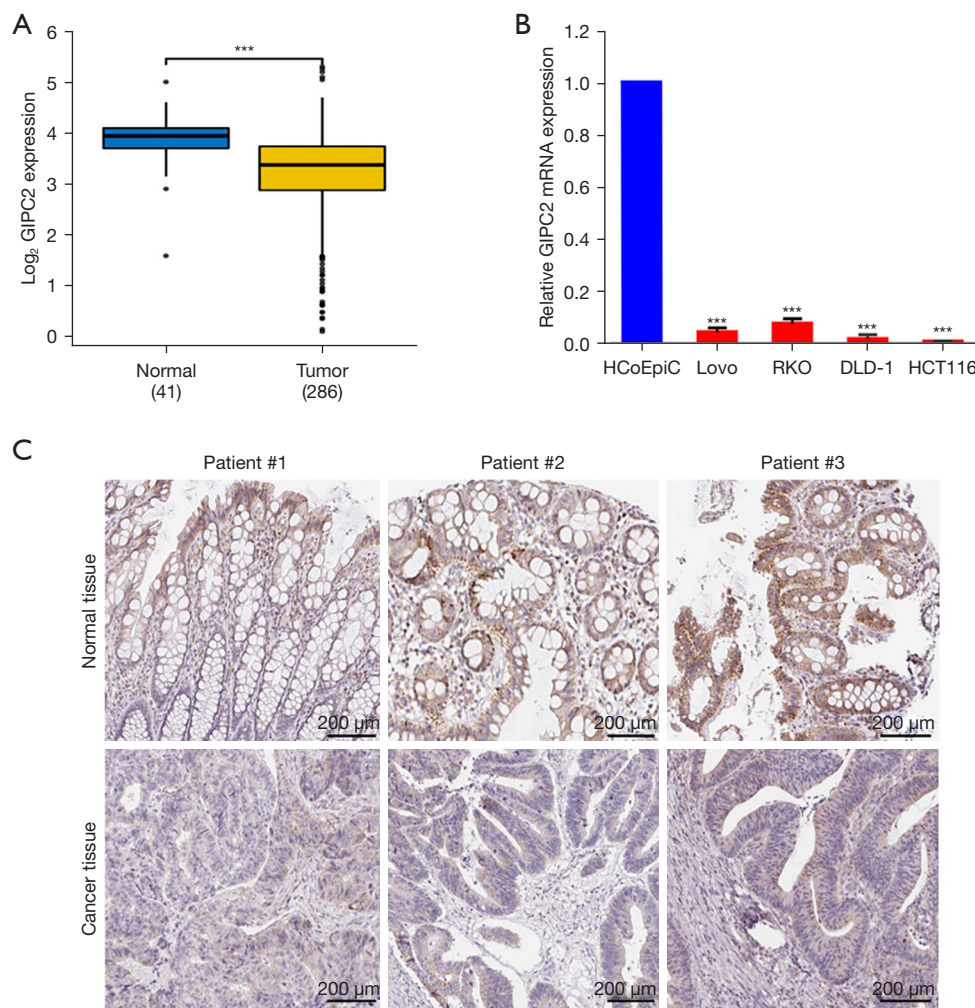 A
Log₂ GIPC2 expression
6
5
4
3
2
1
0
***
Normal
(41)
Tumor
(286)
B
Relative GIPC2 mRNA expression
1.2
1.0
0.8
0.6
0.4
0.2
0.0
***
***
***
***
HCoEpiC
Lovo
RKO
DLD-1
HCT116
C
Patient #1
Patient #2
Patient #3
Normal tissue
200 μm
200 μm
200 μm
Cancer tissue
200 μm
200 μm
200 μm